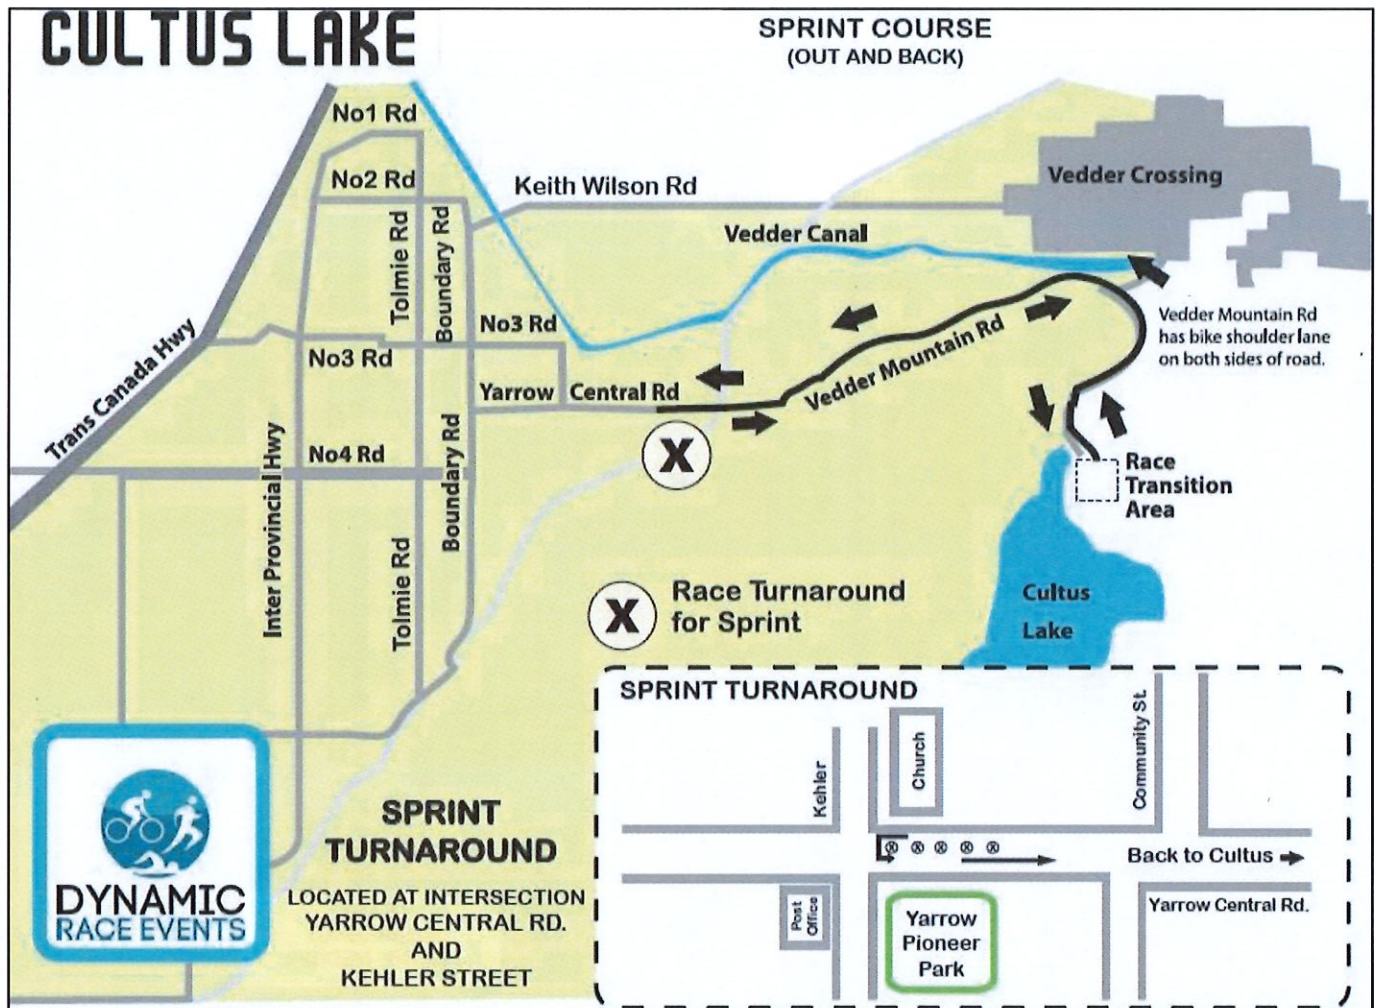 CULTUS LAKE
SPRINT COURSE
(OUT AND BACK)
No1 Rd
No2 Rd
Keith Wilson Rd
Vedder Crossing
Tolmie Rd
Boundary Rd
Vedder Canal
Trans Canada Hwy
No3 Rd
No3 Rd
Vedder Mountain Rd
has bike shoulder lane
on both sides of road.
Vedder Mountain Rd
Yarrow Central Rd
X
No4 Rd
Inter Provincial Hwy
Boundary Rd
Tolmie Rd
Race
Transition
Area
X
Race Turnaround
for Sprint
Cultus
Lake
SPRINT TURNAROUND
Kehler
Church
Community St.
Back to Cultus
Post
Office
Yarrow
Pioneer
Park
Yarrow Central Rd.
SPRINT
TURNAROUND
LOCATED AT INTERSECTION
YARROW CENTRAL RD.
AND
KEHLER STREET
DYNAMIC
RACE EVENTS